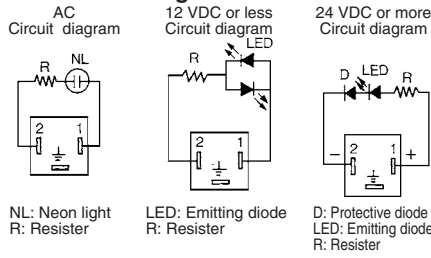 AC
Circuit diagram
NL
R
2 1
NL: Neon light
R: Resister
12 VDC or less
Circuit diagram
LED
R
2 1
LED: Emitting diode
R: Resister
24 VDC or more
Circuit diagram
D LED R
2 1
− +
D: Protective diode
LED: Emitting diode
R: Resister